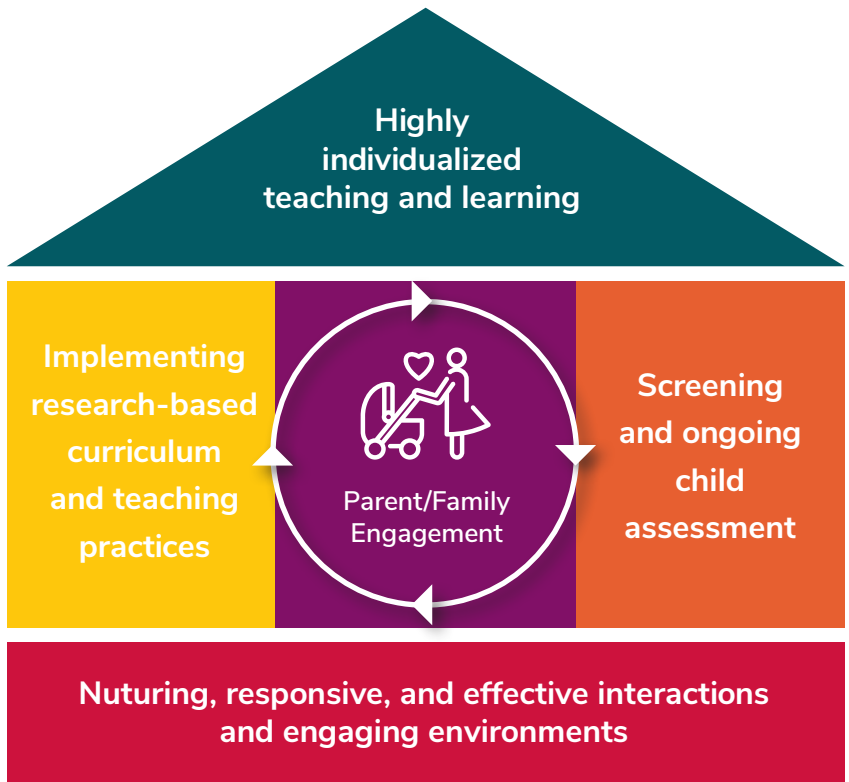 Highly
individualized
teaching and learning
Implementing
research-based
curriculum
and teaching
practices
Parent/Family
Engagement
Screening
and ongoing
child
assessment
Nuturing, responsive, and effective interactions
and engaging environments